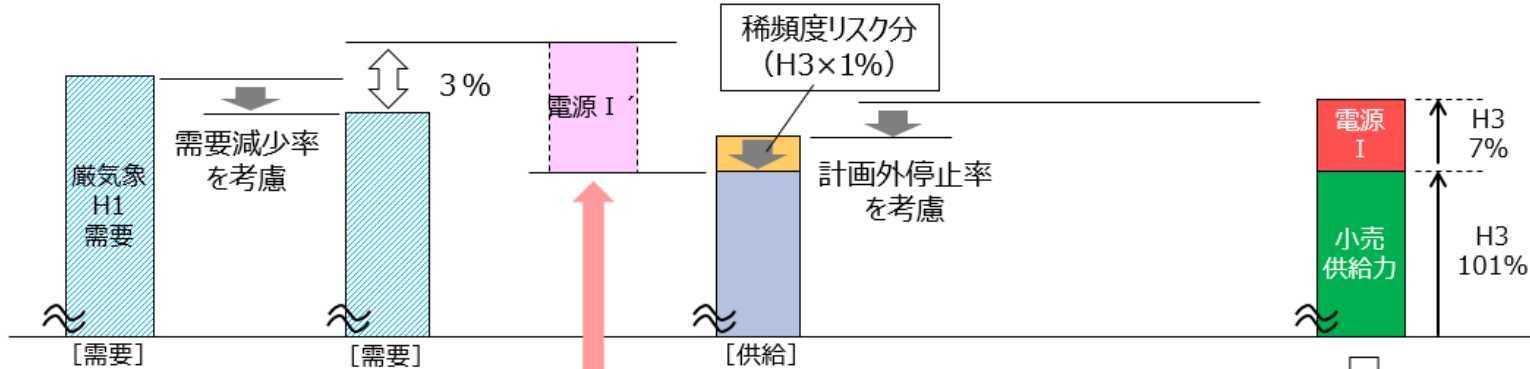 稀頻度リスク分
（H3×1%）
3%
電源Ⅰ´
電源
Ⅰ
H3
7%
需要減少率
を考慮
厳気象
H1
需要
計画外停止率
を考慮
小売
供給力
H3
101%
[需要]
[需要]
[供給]